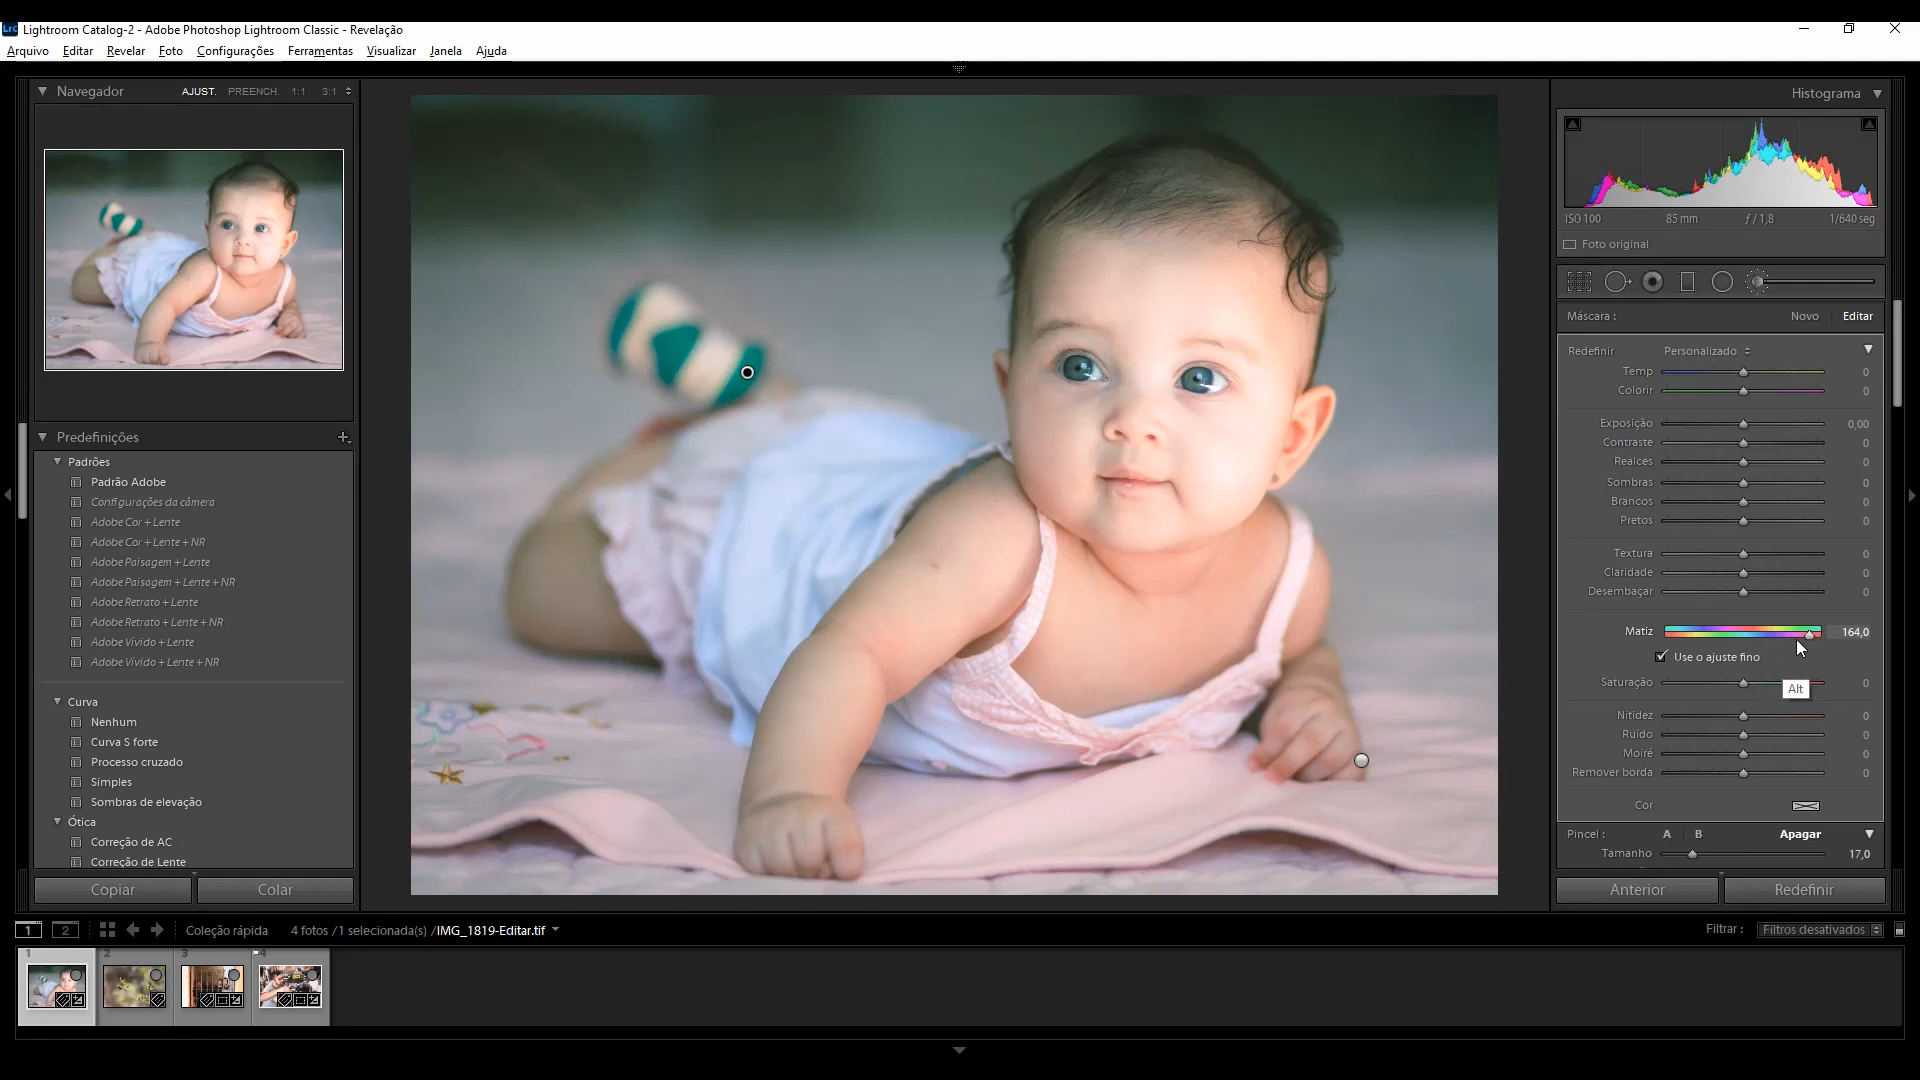 Lrc Lightroom Catalog-2 - Adobe Photoshop Lightroom Classic - Revelação
Arquivo Editar Revelar Foto Configurações Ferramentas Visualizar Janela Ajuda
Navegador AJUST. PREENCH. 1:1 3:1
Predefinições
Padrões
Padrão Adobe
Configurações da câmera
Adobe Cor + Lente
Adobe Cor + Lente + NR
Adobe Paisagem + Lente
Adobe Paisagem + Lente + NR
Adobe Retrato + Lente
Adobe Retrato + Lente + NR
Adobe Vívido + Lente
Adobe Vívido + Lente + NR
Curva
Nenhum
Curva S forte
Processo cruzado
Simples
Sombras de elevação
Ótica
Correção de AC
Correção de Lente
Copiar Colar
Histograma
ISO 100 85 mm ƒ / 1,8 1/640 seg
Foto original
Máscara : Novo Editar
Redefinir Personalizado
Temp 0
Colorir 0
Exposição 0,00
Contraste 0
Realces 0
Sombras 0
Brancos 0
Pretos 0
Textura 0
Claridade 0
Desembaçar 0
Matiz 164,0
Use o ajuste fino
Saturação 0
Alt
Nitidez 0
Ruído 0
Moiré 0
Remover borda 0
Cor
Pincel : A B Apagar
Tamanho 17,0
Anterior Redefinir
1 2 Coleção rápida 4 fotos /1 selecionada(s) /IMG_1819-Editar.tif Filtrar : Filtros desativados
1 2 3 4